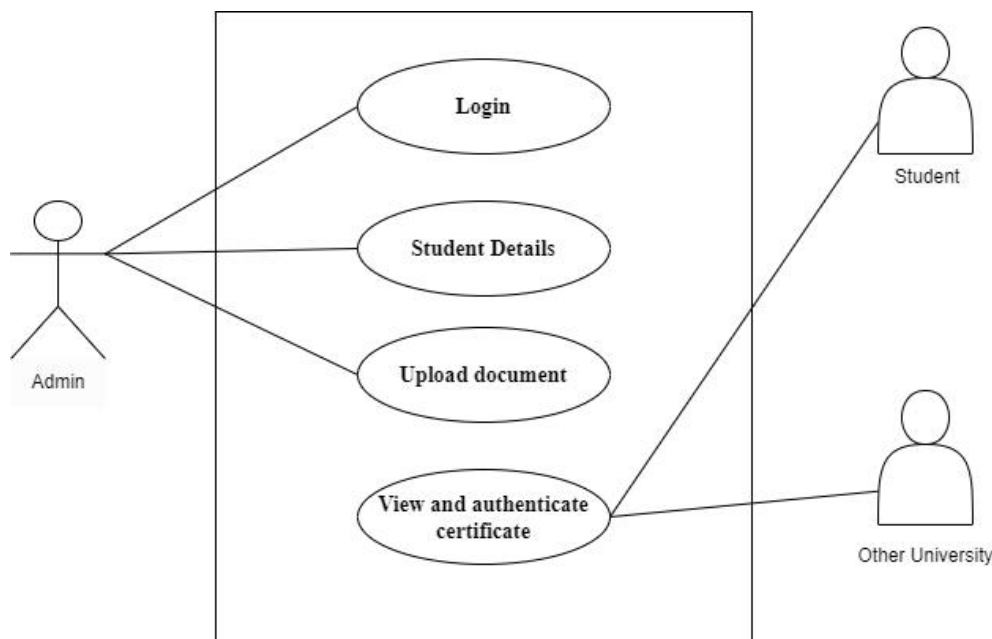 Login
Student
Student Details
Upload document
Admin
View and authenticate
certificate
Other University